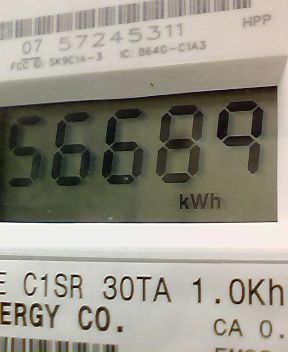 HPP
07 57245311
FCC ID: SK9C1A-3 IC: 864G-C1A3
56689
kWh
E C1SR 30TA 1.0Kh
ERGY CO.
CA 0.